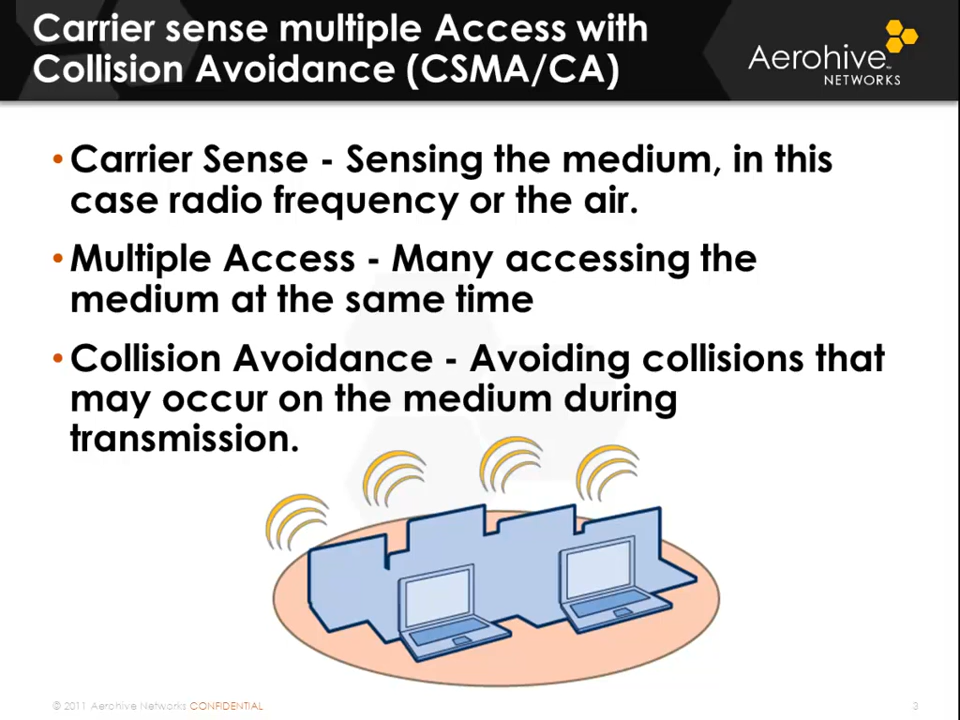 Carrier sense multiple Access with
Collision Avoidance (CSMA/CA)
Aerohive™
NETWORKS
• Carrier Sense - Sensing the medium, in this
case radio frequency or the air.
• Multiple Access - Many accessing the
medium at the same time
• Collision Avoidance - Avoiding collisions that
may occur on the medium during
transmission.
© 2011 Aerohive Networks CONFIDENTIAL
3